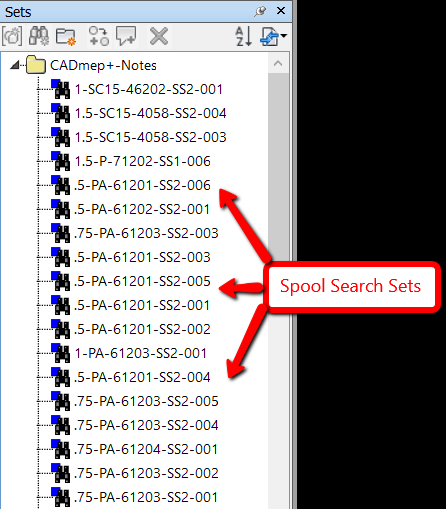 Sets
CADmep+-Notes
1-SC15-46202-SS2-001
1.5-SC15-4058-SS2-004
1.5-SC15-4058-SS2-003
1.5-P-71202-SS1-006
.5-PA-61201-SS2-006
.5-PA-61202-SS2-001
.75-PA-61203-SS2-003
.5-PA-61201-SS2-003
.5-PA-61201-SS2-005
.5-PA-61201-SS2-001
.5-PA-61201-SS2-002
1-PA-61203-SS2-001
.5-PA-61201-SS2-004
.75-PA-61203-SS2-005
.75-PA-61203-SS2-004
.75-PA-61204-SS2-001
.75-PA-61203-SS2-002
.75-PA-61203-SS2-001
Spool Search Sets